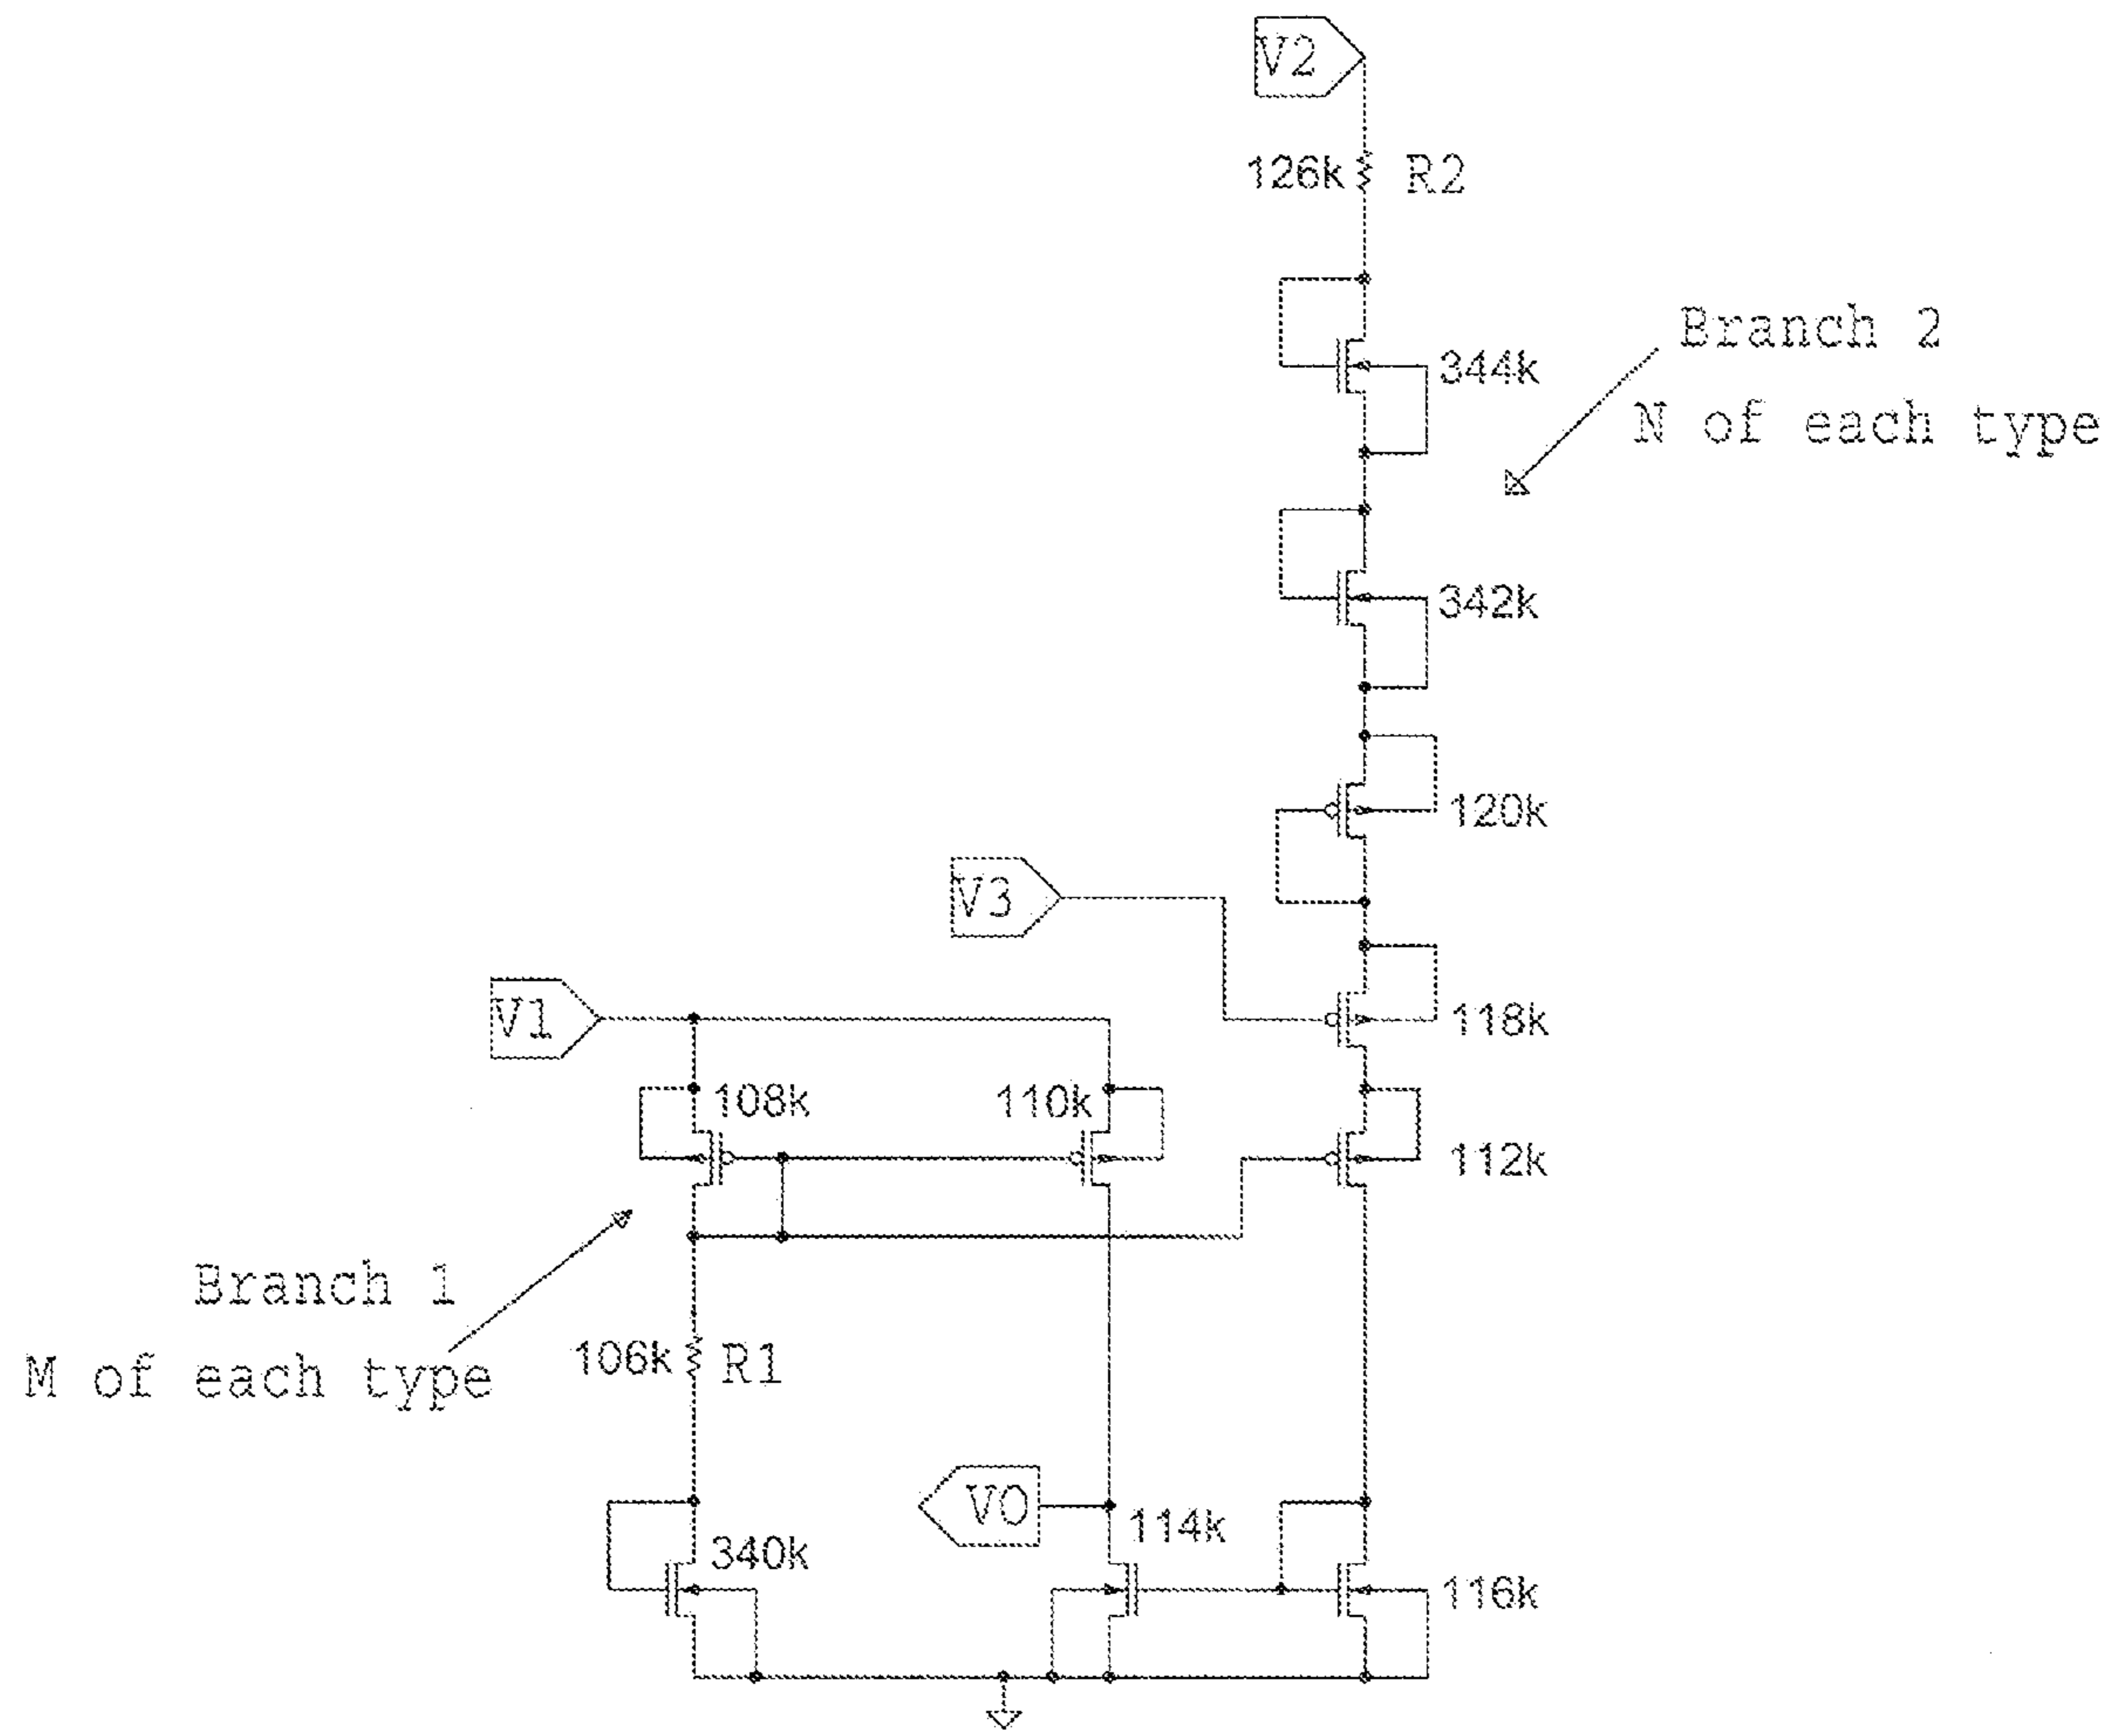 V2
126k R2
Branch 2
344k
N of each type
342k
120k
V3
V1
118k
108k
110k
112k
Branch 1
106k R1
M of each type
VO
114k
340k
116k